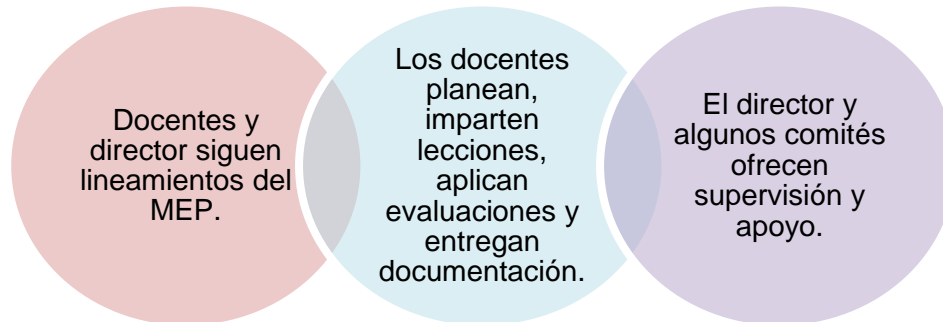 Docentes y
director siguen
lineamientos del
MEP.
Los docentes
planean,
imparten
lecciones,
aplican
evaluaciones y
entregan
documentación.
El director y
algunos comités
ofrecen
supervisión y
apoyo.